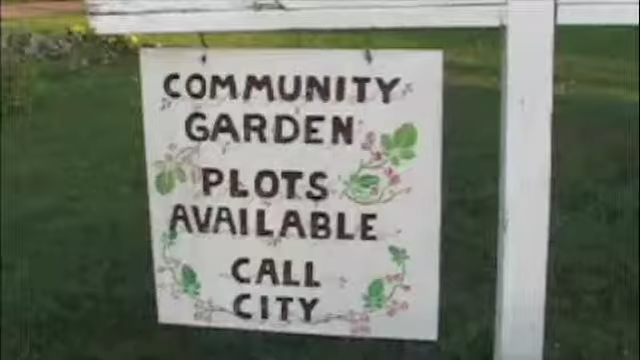 COMMUNITY
GARDEN
PLOTS
AVAILABLE
CALL
CITY